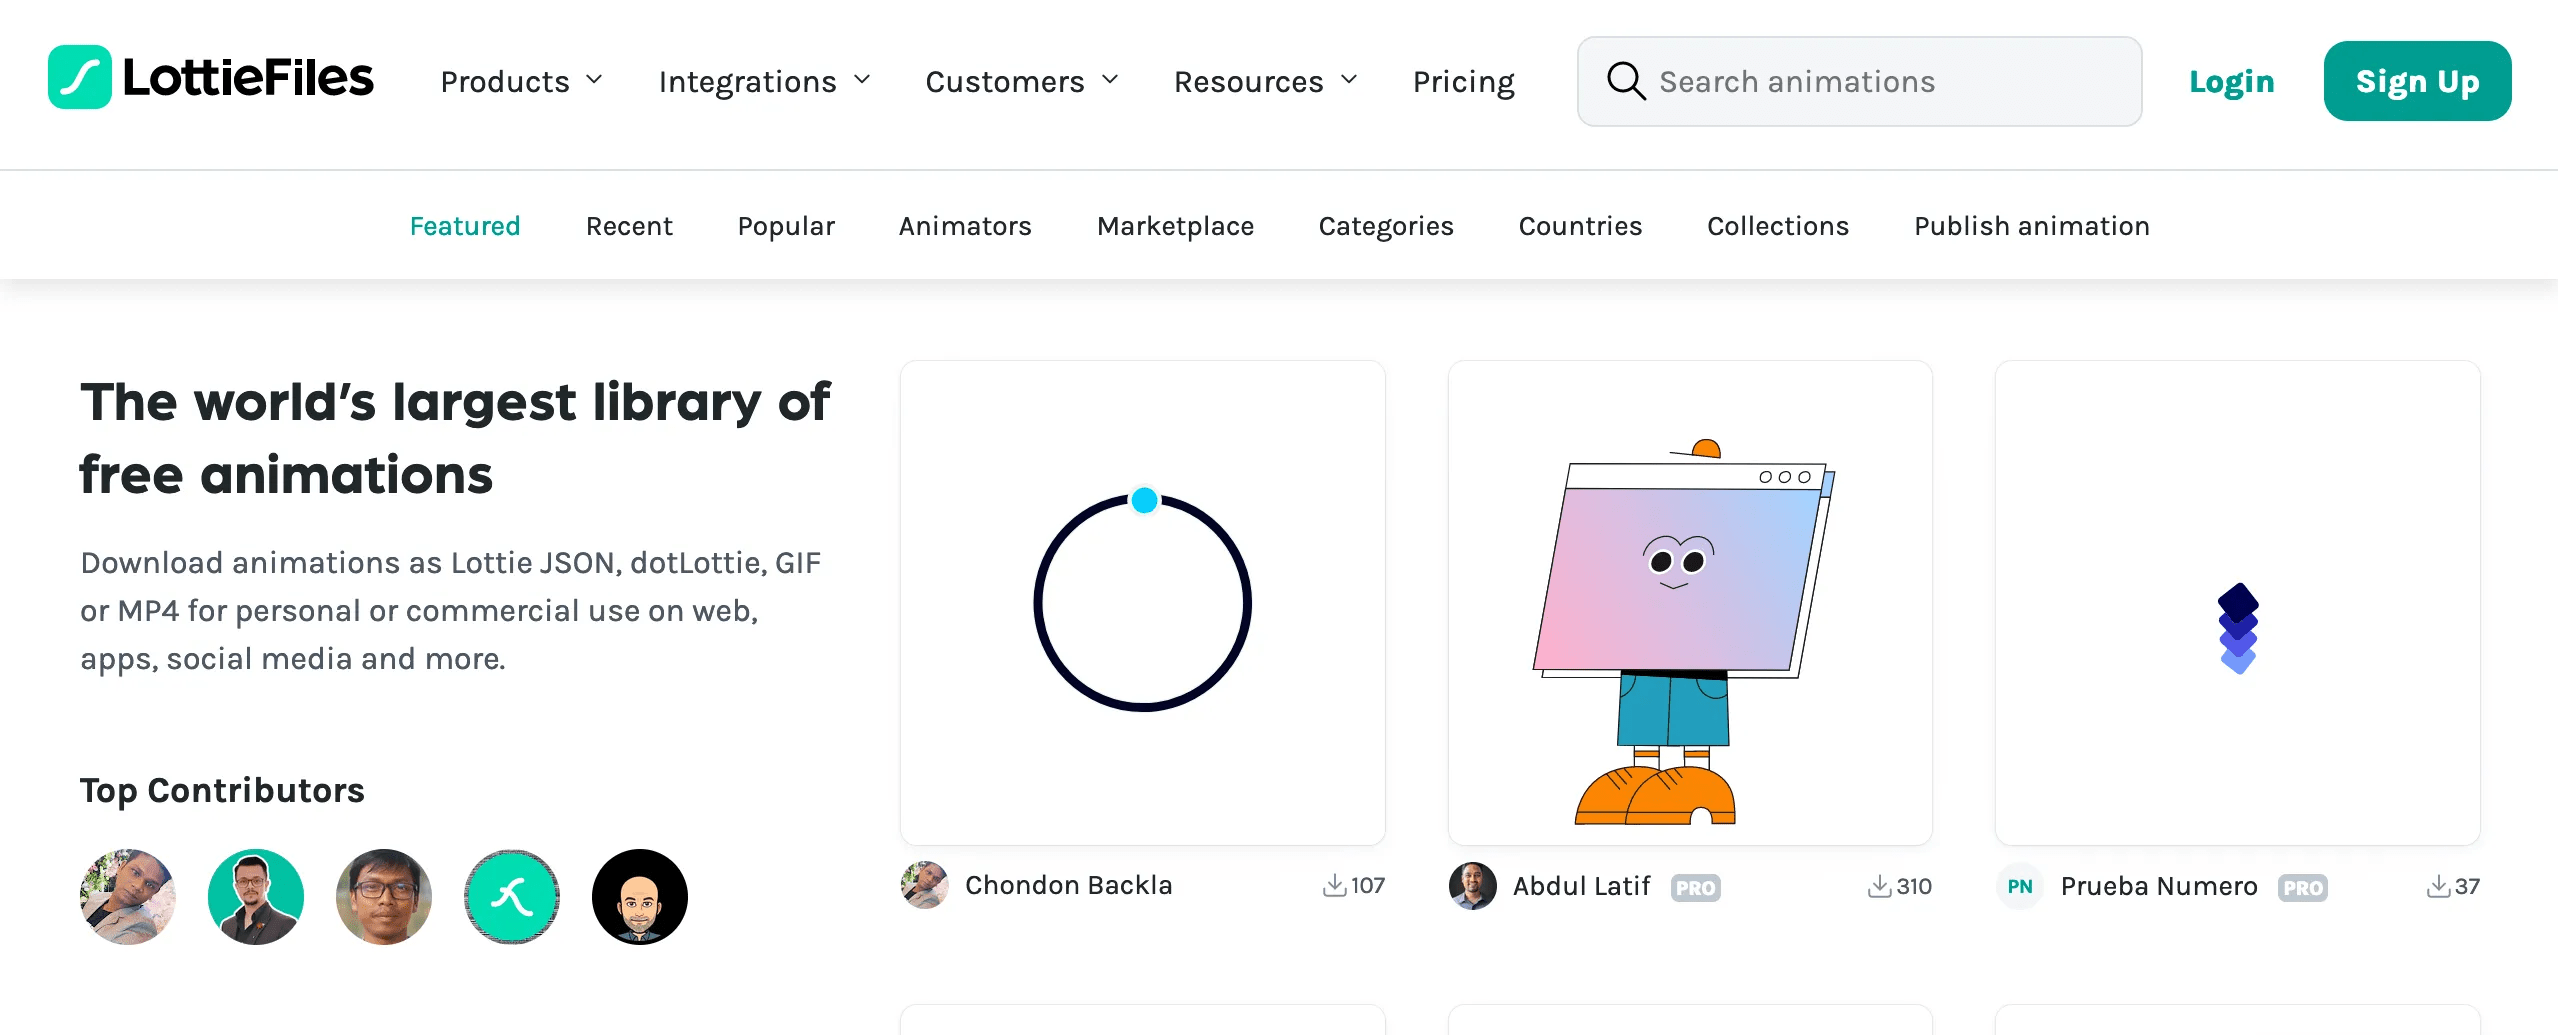 LottieFiles
Products
Integrations
Customers
Resources
Pricing
Search animations
Login
Sign Up
Featured
Recent
Popular
Animators
Marketplace
Categories
Countries
Collections
Publish animation
The world’s largest library of
free animations
Download animations as Lottie JSON, dotLottie, GIF
or MP4 for personal or commercial use on web,
apps, social media and more.
Top Contributors
Chondon Backla
107
Abdul Latif PRO
310
PN Prueba Numero PRO
37